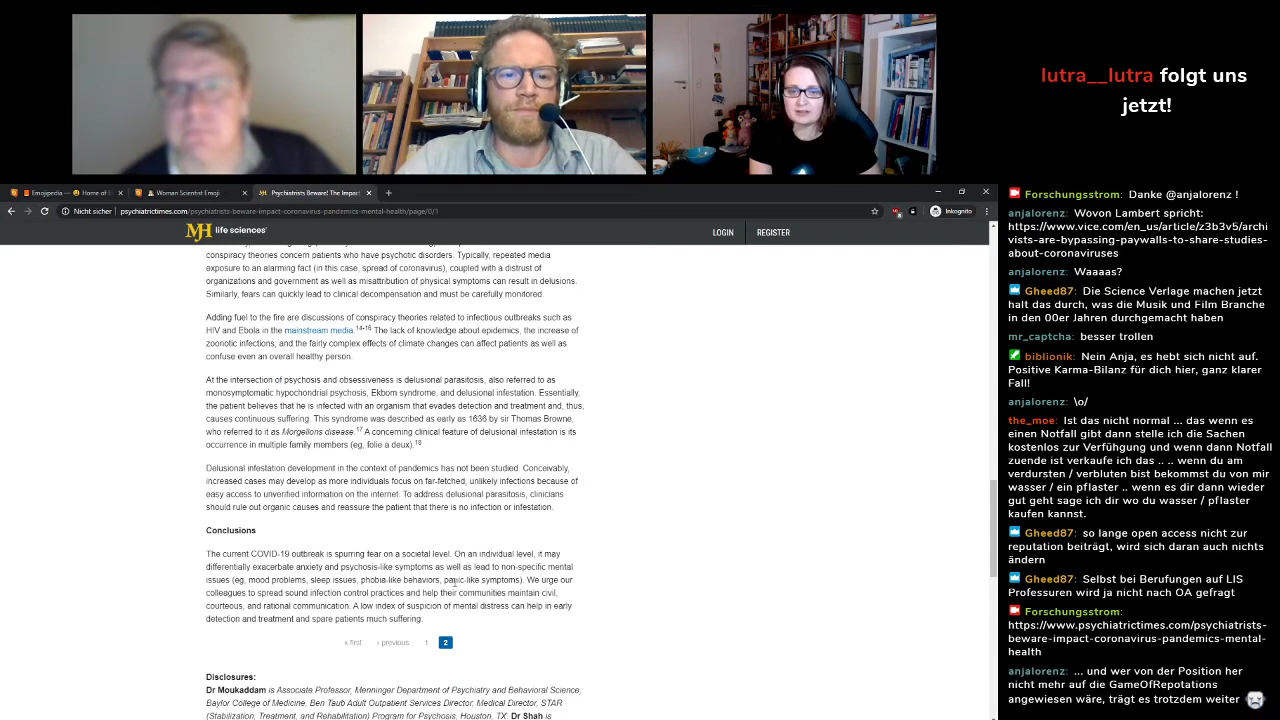 lutra__lutra folgt uns
jetzt!
Emojipedia — 😃 Home of E
Woman Scientist Emoji
Psychiatrists Beware! The Impact
Nicht sicher | psychiatrictimes.com/psychiatrists-beware-impact-coronavirus-pandemics-mental-health/page/0/1
Inkognito
MH life sciences
LOGIN
REGISTER
conspiracy theories concern patients who have psychotic disorders. Typically, repeated media
exposure to an alarming fact (in this case, spread of coronavirus), coupled with a distrust of
organizations and government as well as misattribution of physical symptoms can result in delusions.
Similarly, fears can quickly lead to clinical decompensation and must be carefully monitored.
Adding fuel to the fire are discussions of conspiracy theories related to infectious outbreaks such as
HIV and Ebola in the mainstream media.14-16 The lack of knowledge about epidemics, the increase of
zoonotic infections, and the fairly complex effects of climate changes can affect patients as well as
confuse even an overall healthy person.
At the intersection of psychosis and obsessiveness is delusional parasitosis, also referred to as
monosymptomatic hypochondrial psychosis, Ekbom syndrome, and delusional infestation. Essentially,
the patient believes that he is infected with an organism that evades detection and treatment and, thus,
causes continuous suffering. This syndrome was described as early as 1636 by sir Thomas Browne,
who referred to it as Morgellons disease.17 A concerning clinical feature of delusional infestation is its
occurrence in multiple family members (eg, folie a deux).18
Delusional infestation development in the context of pandemics has not been studied. Conceivably,
increased cases may develop as more individuals focus on far-fetched, unlikely infections because of
easy access to unverified information on the internet. To address delusional parasitosis, clinicians
should rule out organic causes and reassure the patient that there is no infection or infestation.
Conclusions
The current COVID-19 outbreak is spurring fear on a societal level. On an individual level, it may
differentially exacerbate anxiety and psychosis-like symptoms as well as lead to non-specific mental
issues (eg, mood problems, sleep issues, phobia-like behaviors, panic-like symptoms). We urge our
colleagues to spread sound infection control practices and help their communities maintain civil,
courteous, and rational communication. A low index of suspicion of mental distress can help in early
detection and treatment and spare patients much suffering.
« first ‹ previous 1 2
Disclosures:
Dr Moukaddam is Associate Professor, Menninger Department of Psychiatry and Behavioral Science,
Baylor College of Medicine, Ben Taub Adult Outpatient Services Director, Medical Director, STAR
(Stabilization, Treatment, and Rehabilitation) Program for Psychosis, Houston, TX. Dr Shah is
Forschungsstrom: Danke @anjalorenz !
anjalorenz: Wovon Lambert spricht:
https://www.vice.com/en_us/article/z3b3v5/archi
vists-are-bypassing-paywalls-to-share-studies-
about-coronaviruses
anjalorenz: Waaaas?
Gheed87: Die Science Verlage machen jetzt
halt das durch, was die Musik und Film Branche
in den 00er Jahren durchgemacht haben
mr_captcha: besser trollen
biblionik: Nein Anja, es hebt sich nicht auf.
Positive Karma-Bilanz für dich hier, ganz klarer
Fall!
anjalorenz: \o/
the_moe: Ist das nicht normal ... das wenn es
einen Notfall gibt dann stelle ich die Sachen
kostenlos zur Verfühgung und wenn dann Notfall
zuende ist verkaufe ich das .. .. wenn du am
verdursten / verbluten bist bekommst du von mir
wasser / ein pflaster .. wenn es dir dann wieder
gut geht sage ich dir wo du wasser / pflaster
kaufen kannst.
Gheed87: so lange open access nicht zur
reputation beiträgt, wird sich daran auch nichts
ändern
Gheed87: Selbst bei Berufungen auf LIS
Professuren wird ja nicht nach OA gefragt
Forschungsstrom:
https://www.psychiatrictimes.com/psychiatrists-
beware-impact-coronavirus-pandemics-mental-
health
anjalorenz: ... und wer von der Position her
nicht mehr auf die GameOfRepotations
angewiesen wäre, trägt es trotzdem weiter